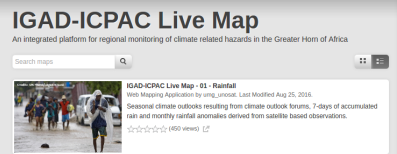 IGAD-ICPAC Live Map
An integrated platform for regional monitoring of climate related hazards in the Greater Horn of Africa
Search maps
IGAD-ICPAC Live Map - 01 - Rainfall
Web Mapping Application by umg_unosat. Last Modified Aug 25, 2016.
Seasonal climate outlooks resulting from climate outlook forums, 7-days of accumulated
rain and monthly rainfall anomalies derived from satellite based observations.
(450 views)